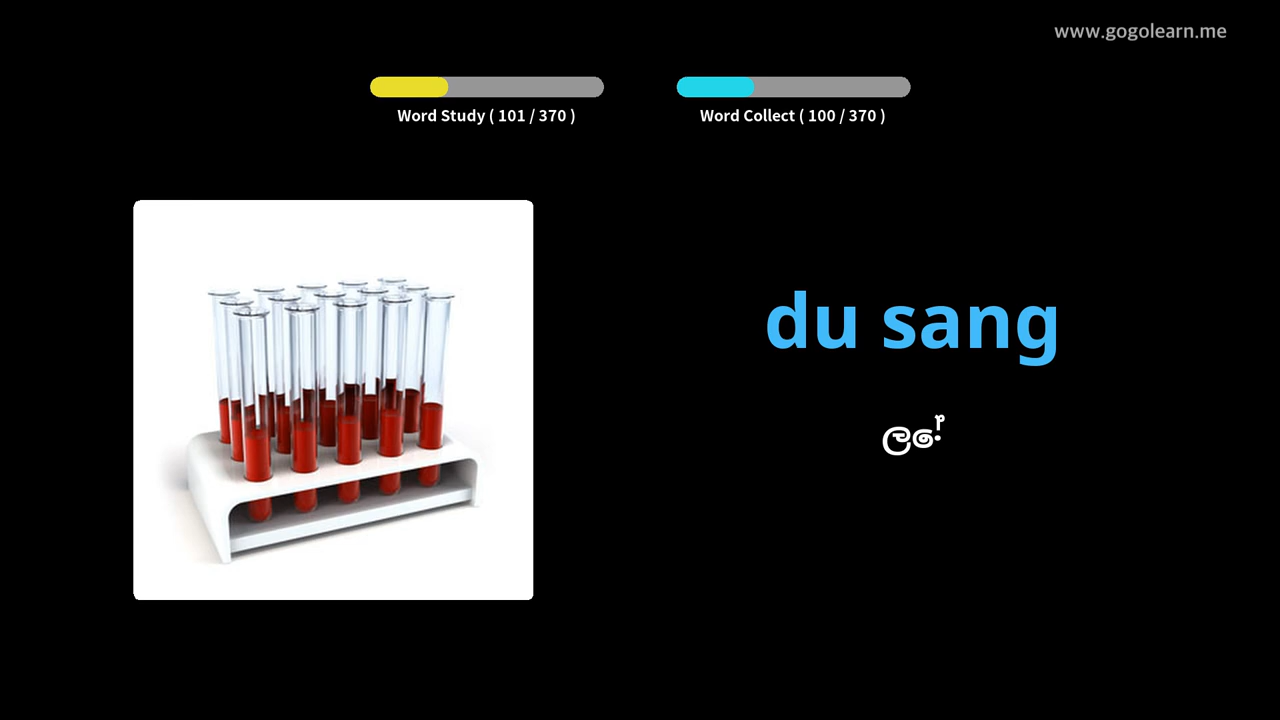 www.gogolearn.me
Word Study ( 101 / 370 )
Word Collect ( 100 / 370 )
du sang
ලේ